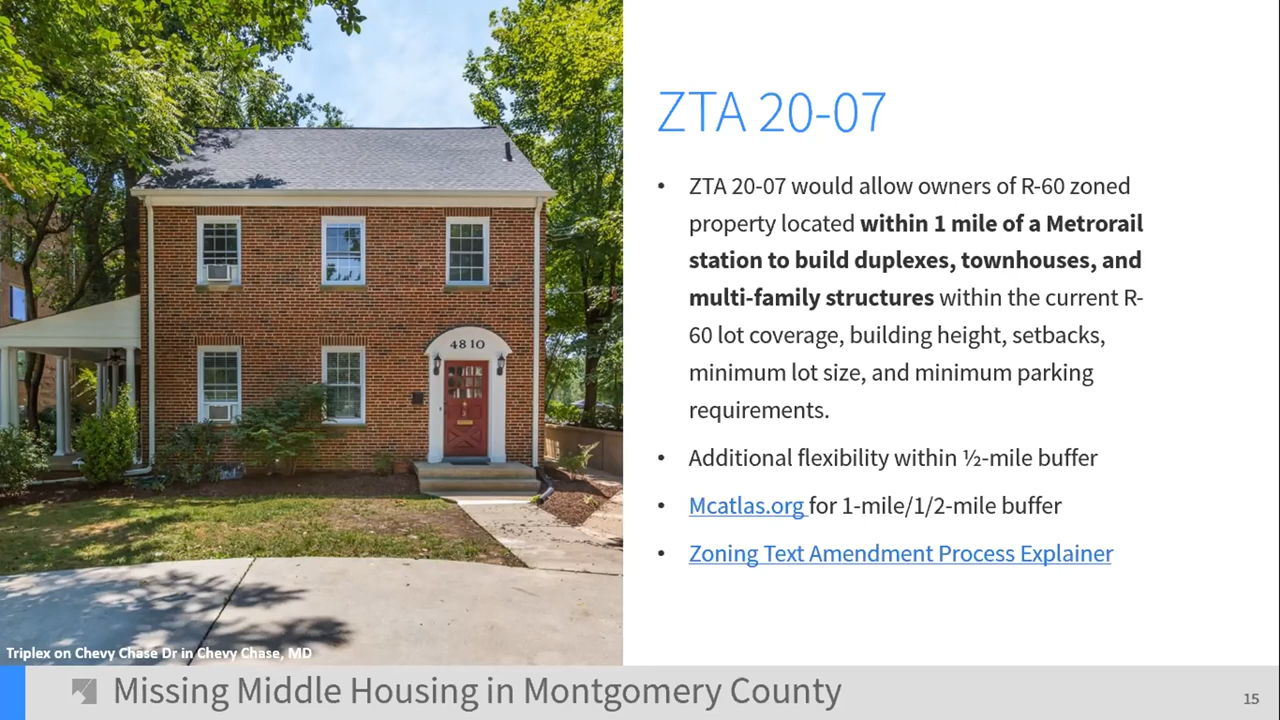 4810
Triplex on Chevy Chase Dr in Chevy Chase, MD
ZTA 20-07
• ZTA 20-07 would allow owners of R-60 zoned
property located within 1 mile of a Metrorail
station to build duplexes, townhouses, and
multi-family structures within the current R-
60 lot coverage, building height, setbacks,
minimum lot size, and minimum parking
requirements.
• Additional flexibility within ½-mile buffer
• Mcatlas.org for 1-mile/1/2-mile buffer
• Zoning Text Amendment Process Explainer
Missing Middle Housing in Montgomery County
15